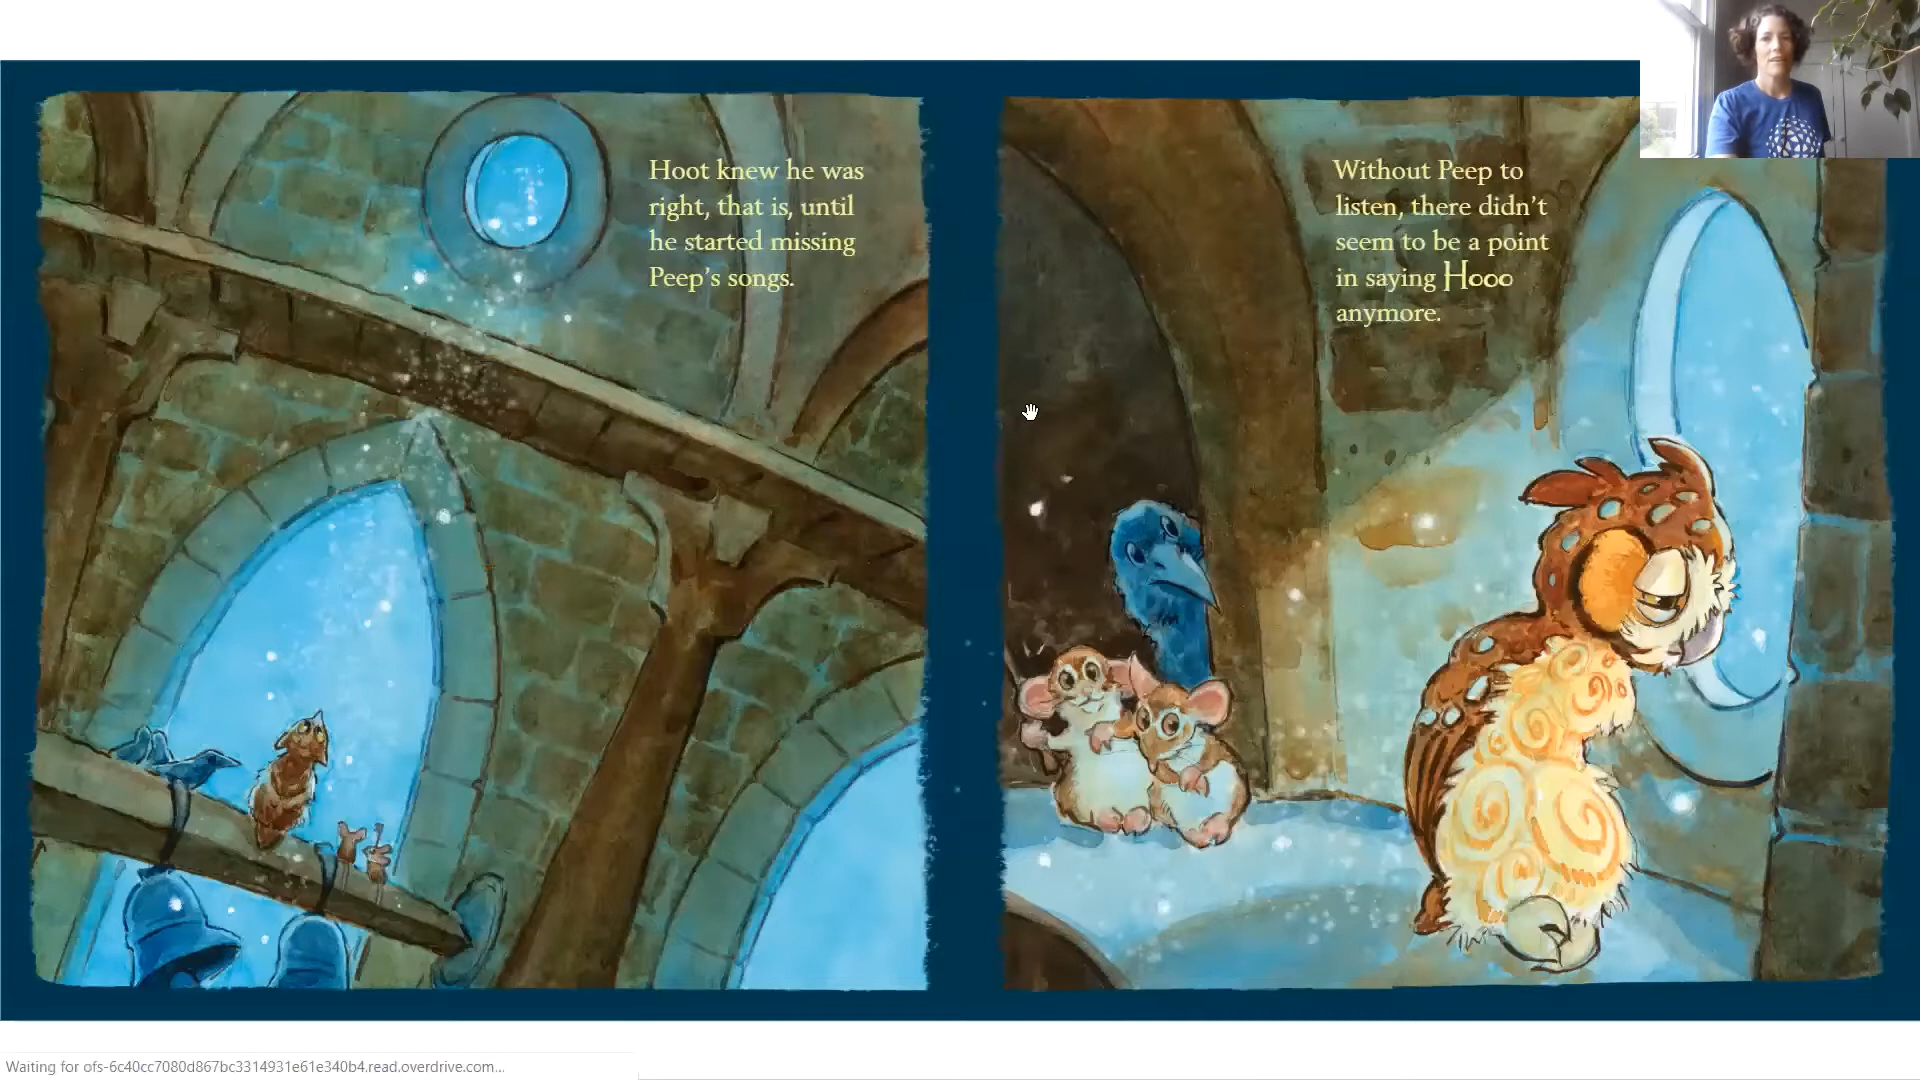 Hoot knew he was
right, that is, until
he started missing
Peep's songs.
Without Peep to
listen, there didn't
seem to be a point
in saying Hooo
anymore.
Waiting for ofs-6c40cc7080d867bc3314931e61e340b4.read.overdrive.com...